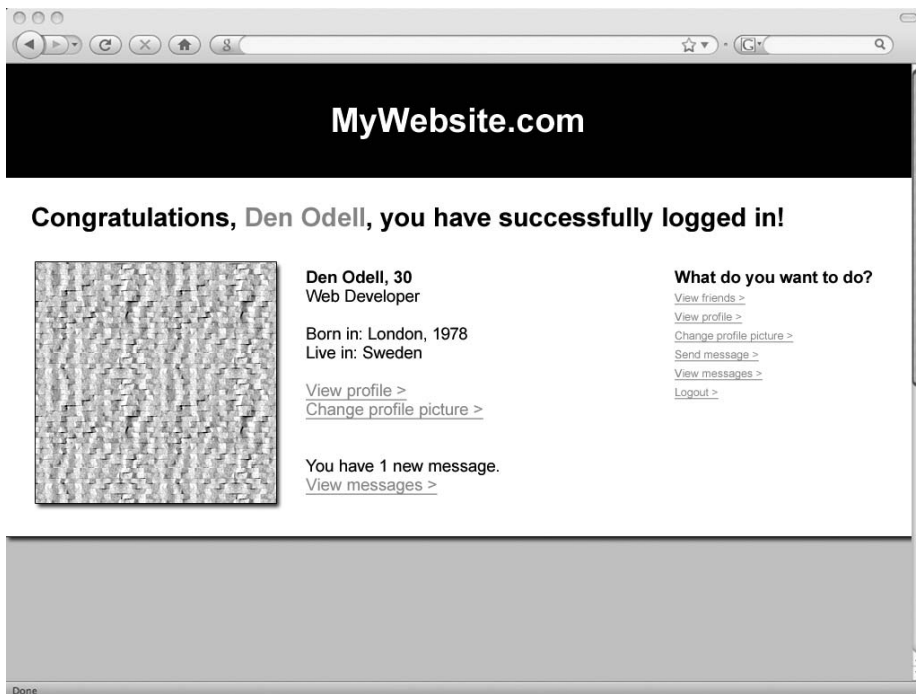 MyWebsite.com
Congratulations, Den Odell, you have successfully logged in!
Den Odell, 30
Web Developer
Born in: London, 1978
Live in: Sweden
View profile >
Change profile picture >
You have 1 new message.
View messages >
What do you want to do?
View friends >
View profile >
Change profile picture >
Send message >
View messages >
Logout >
Done